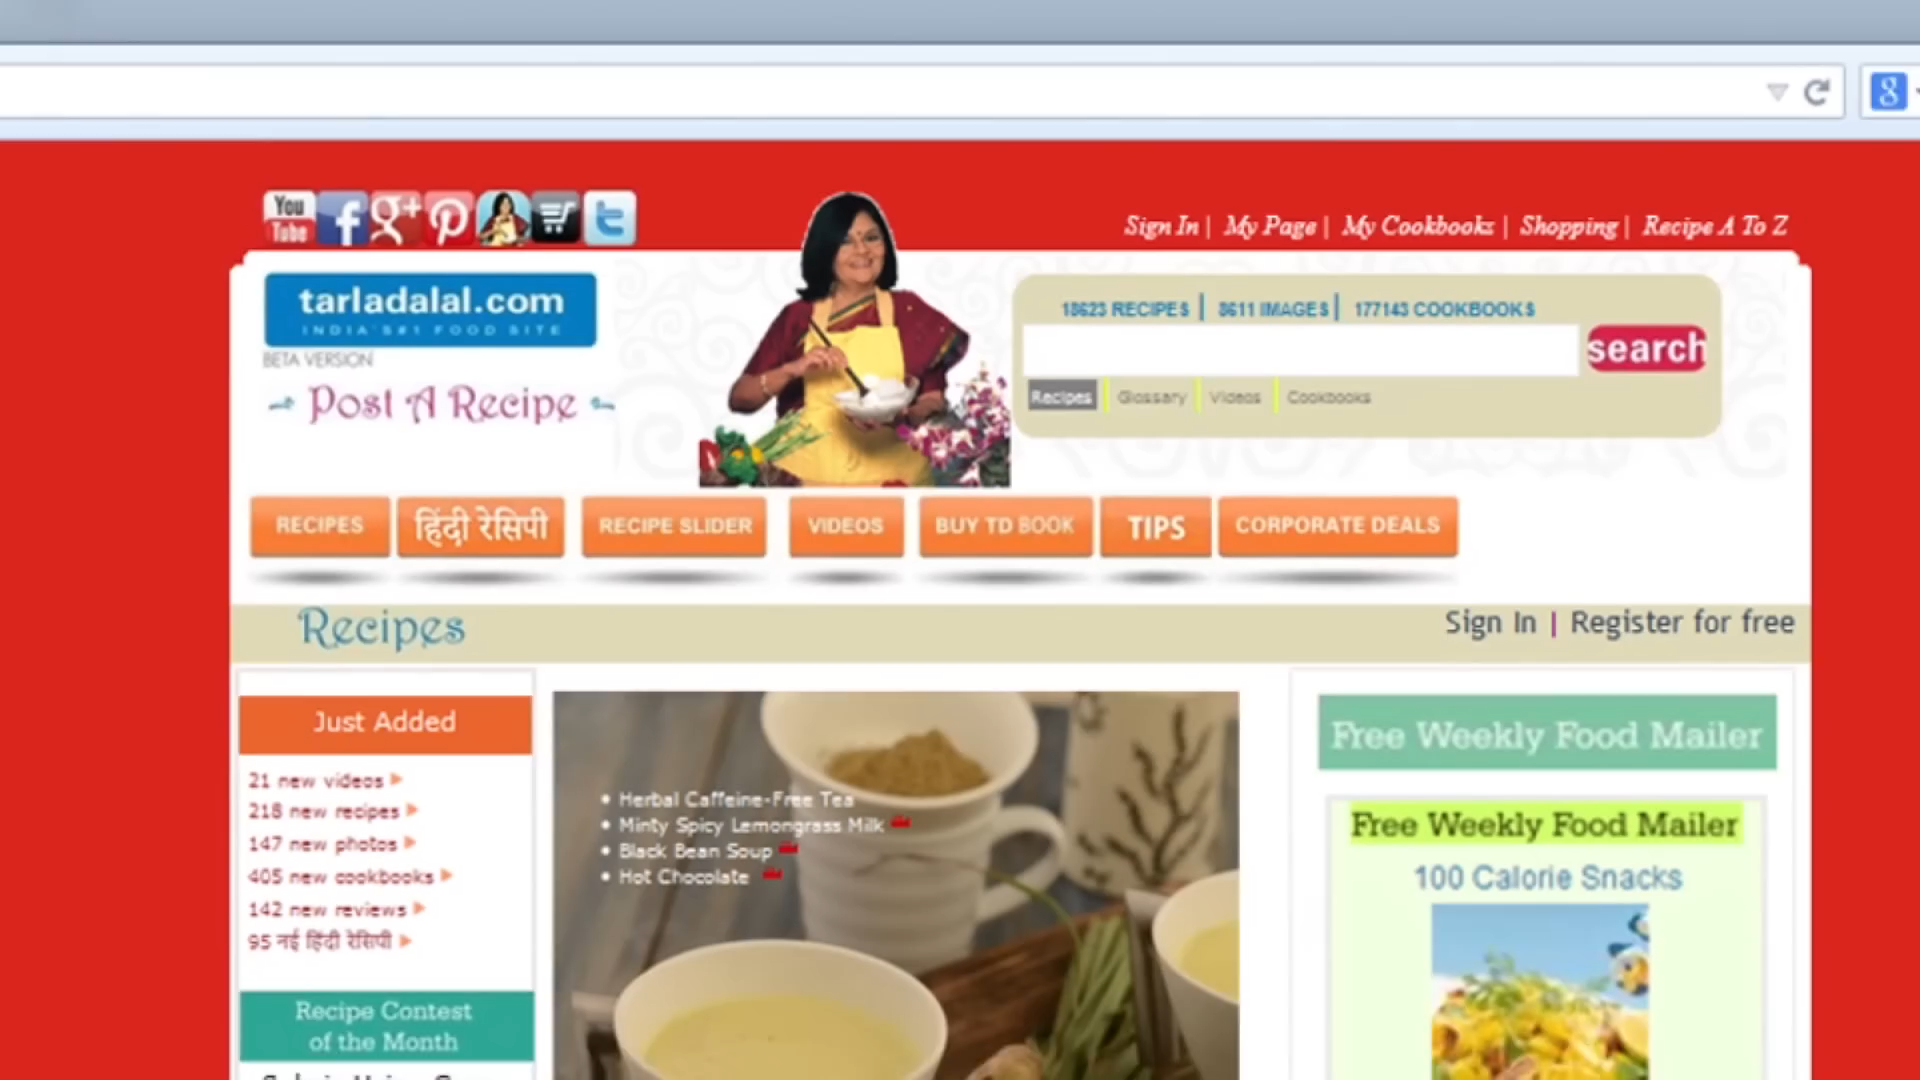 You
Tube
Sign In | My Page | My Cookbooks | Shopping | Recipe A To Z
tarladalal.com
INDIA'S#1 FOOD SITE
BETA VERSION
Post A Recipe
18623 RECIPES | 8611 IMAGES | 177143 COOKBOOKS
search
Recipes | Glossary | Videos | Cookbooks
RECIPES हिंदी रेसिपी RECIPE SLIDER VIDEOS BUY TD BOOK TIPS CORPORATE DEALS
Recipes
Sign In | Register for free
Just Added
21 new videos
218 new recipes
147 new photos
405 new cookbooks
142 new reviews
95 नई हिंदी रेसिपी
Recipe Contest
of the Month
• Herbal Caffeine-Free Tea
• Minty Spicy Lemongrass Milk
• Black Bean Soup
• Hot Chocolate
Free Weekly Food Mailer
Free Weekly Food Mailer
100 Calorie Snacks